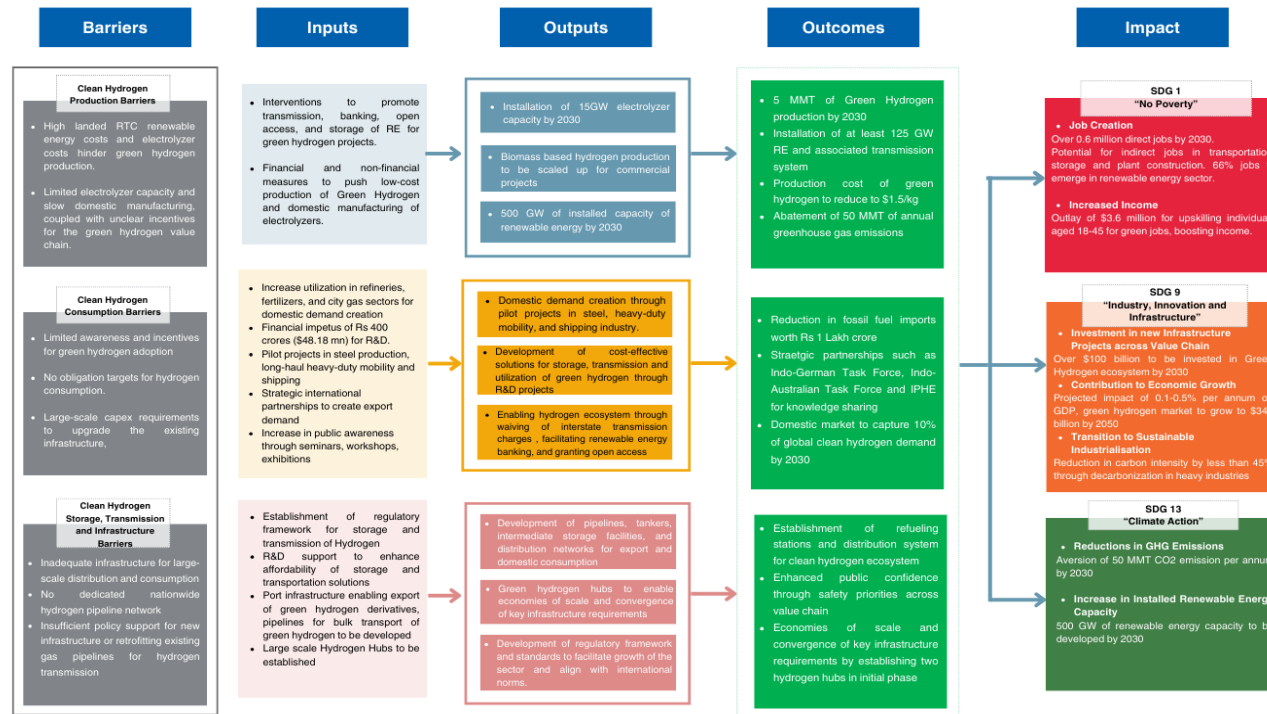 Barriers
Inputs
Outputs
Outcomes
Impact
Clean Hydrogen
Production Barriers
• High landed RTC renewable
energy costs and electrolyzer
costs hinder green hydrogen
production.
• Limited electrolyzer capacity and
slow domestic manufacturing,
coupled with unclear incentives
for the green hydrogen value
chain.
Clean Hydrogen
Consumption Barriers
• Limited awareness and incentives
for green hydrogen adoption
• No obligation targets for hydrogen
consumption.
• Large-scale capex requirements
to upgrade the existing
infrastructure,
Clean Hydrogen
Storage, Transmission
and Infrastructure
Barriers
• Inadequate infrastructure for large-
scale distribution and consumption
• No dedicated nationwide
hydrogen pipeline network
• Insufficient policy support for new
infrastructure or retrofitting existing
gas pipelines for hydrogen
transmission
• Interventions to promote
transmission, banking, open
access, and storage of RE for
green hydrogen projects.
• Financial and non-financial
measures to push low-cost
production of Green Hydrogen
and domestic manufacturing of
electrolyzers.
• Increase utilization in refineries,
fertilizers, and city gas sectors for
domestic demand creation
• Financial impetus of Rs 400
crores ($48.18 mn) for R&D.
• Pilot projects in steel production,
long-haul heavy-duty mobility and
shipping
• Strategic international
partnerships to create export
demand
• Increase in public awareness
through seminars, workshops,
exhibitions
• Establishment of regulatory
framework for storage and
transmission of Hydrogen
• R&D support to enhance
affordability of storage and
transportation solutions
• Port infrastructure enabling export
of green hydrogen derivatives,
pipelines for bulk transport of
green hydrogen to be developed
• Large scale Hydrogen Hubs to be
established
• Installation of 15GW electrolyzer
capacity by 2030
• Biomass based hydrogen production
to be scaled up for commercial
projects
• 500 GW of installed capacity of
renewable energy by 2030
• Domestic demand creation through
pilot projects in steel, heavy-duty
mobility, and shipping industry.
• Development of cost-effective
solutions for storage, transmission and
utilization of green hydrogen through
R&D projects
• Enabling hydrogen ecosystem through
waiving of interstate transmission
charges , facilitating renewable energy
banking, and granting open access
• Development of pipelines, tankers,
intermediate storage facilities, and
distribution networks for export and
domestic consumption
• Green hydrogen hubs to enable
economies of scale and convergence
of key infrastructure requirements
• Development of regulatory framework
and standards to facilitate growth of the
sector and align with international
norms.
• 5 MMT of Green Hydrogen
production by 2030
• Installation of at least 125 GW
RE and associated transmission
system
• Production cost of green
hydrogen to reduce to $1.5/kg
• Abatement of 50 MMT of annual
greenhouse gas emissions
• Reduction in fossil fuel imports
worth Rs 1 Lakh crore
• Straetgic partnerships such as
Indo-German Task Force, Indo-
Australian Task Force and IPHE
for knowledge sharing
• Domestic market to capture 10%
of global clean hydrogen demand
by 2030
• Establishment of refueling
stations and distribution system
for clean hydrogen ecosystem
• Enhanced public confidence
through safety priorities across
value chain
• Economies of scale and
convergence of key infrastructure
requirements by establishing two
hydrogen hubs in initial phase
SDG 1
“No Poverty”
• Job Creation
Over 0.6 million direct jobs by 2030.
Potential for indirect jobs in transportation
storage and plant construction. 66% jobs
emerge in renewable energy sector.
• Increased Income
Outlay of $3.6 million for upskilling individual
aged 18-45 for green jobs, boosting income.
SDG 9
“Industry, Innovation and
Infrastructure”
• Investment in new Infrastructure
Projects across Value Chain
Over $100 billion to be invested in Green
Hydrogen ecosystem by 2030
• Contribution to Economic Growth
Projected impact of 0.1-0.5% per annum
GDP, green hydrogen market to grow to
billion by 2050
• Transition to Sustainable
Industrialisation
Reduction in carbon intensity by less than 45%
through decarbonization in heavy industries
SDG 13
“Climate Action”
• Reductions in GHG Emissions
Aversion of 50 MMT CO2 emission per annum
by 2030
• Increase in Installed Renewable Energy
Capacity
500 GW of renewable energy capacity to be
developed by 2030